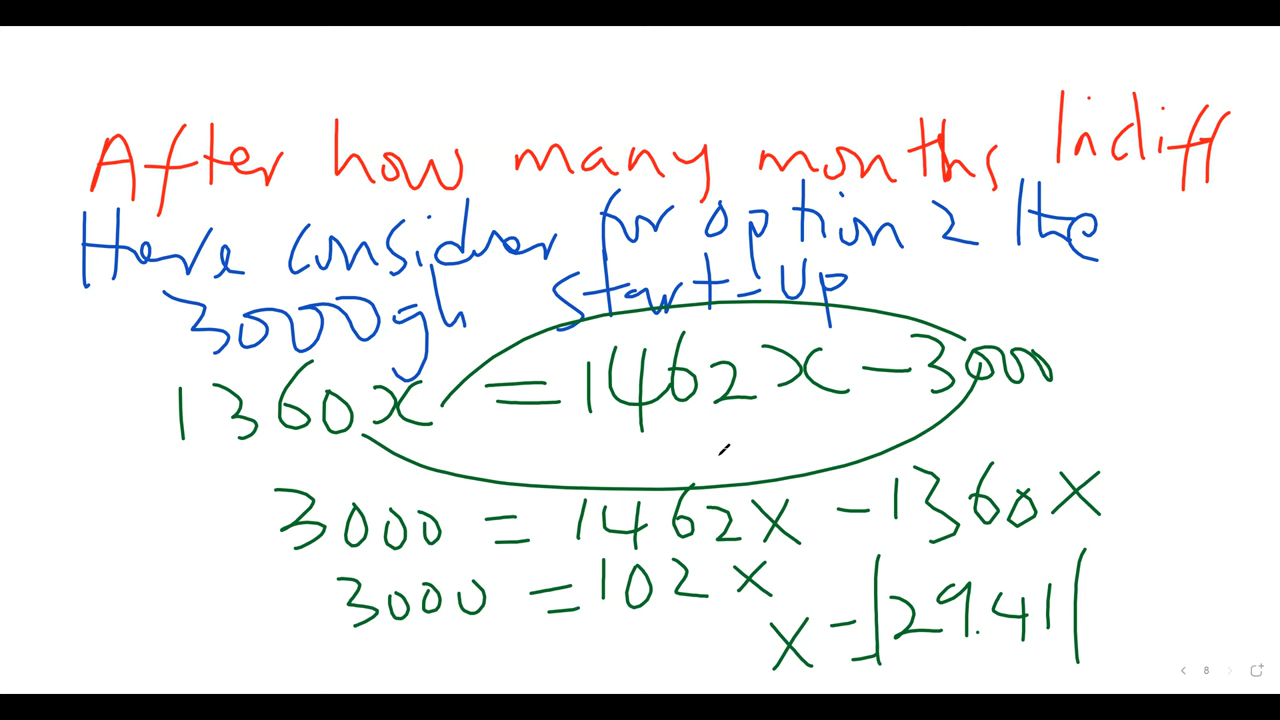 After how many months Indiff
Here consider for option 2 the
3000gh start-up
1360x = 1462x - 3000
3000 = 1462x - 1360x
3000 = 102x
x = |29.41|
8